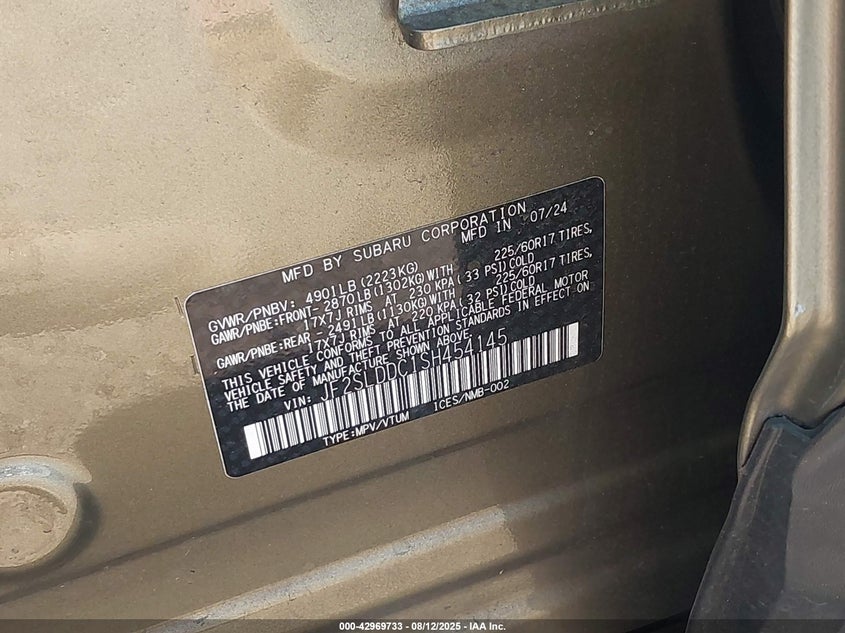 MFD BY SUBARU CORPORATION
MFD IN 07/24
GVWR/PNBV: 4901LB(2223KG)
GAWR/PNBE:FRONT-2870LB(1302KG)WITH 225/60R17 TIRES,
17X7J RIMS AT 230 KPA(33 PSI)COLD
GAWR/PNBE:REAR -2491LB(1130KG)WITH 225/60R17 TIRES,
17X7J RIMS AT 220 KPA(32 PSI)COLD
THIS VEHICLE CONFORMS TO ALL APPLICABLE FEDERAL MOTOR
VEHICLE SAFETY AND THEFT PREVENTION STANDARDS IN EFFECT ON
THE DATE OF MANUFACTURE SHOWN ABOVE.
VIN: JF2SLDDC1SH454145
TYPE:MPV/VTUM ICES/NMB-002
000-42969733 - 08/12/2025 - IAA Inc.